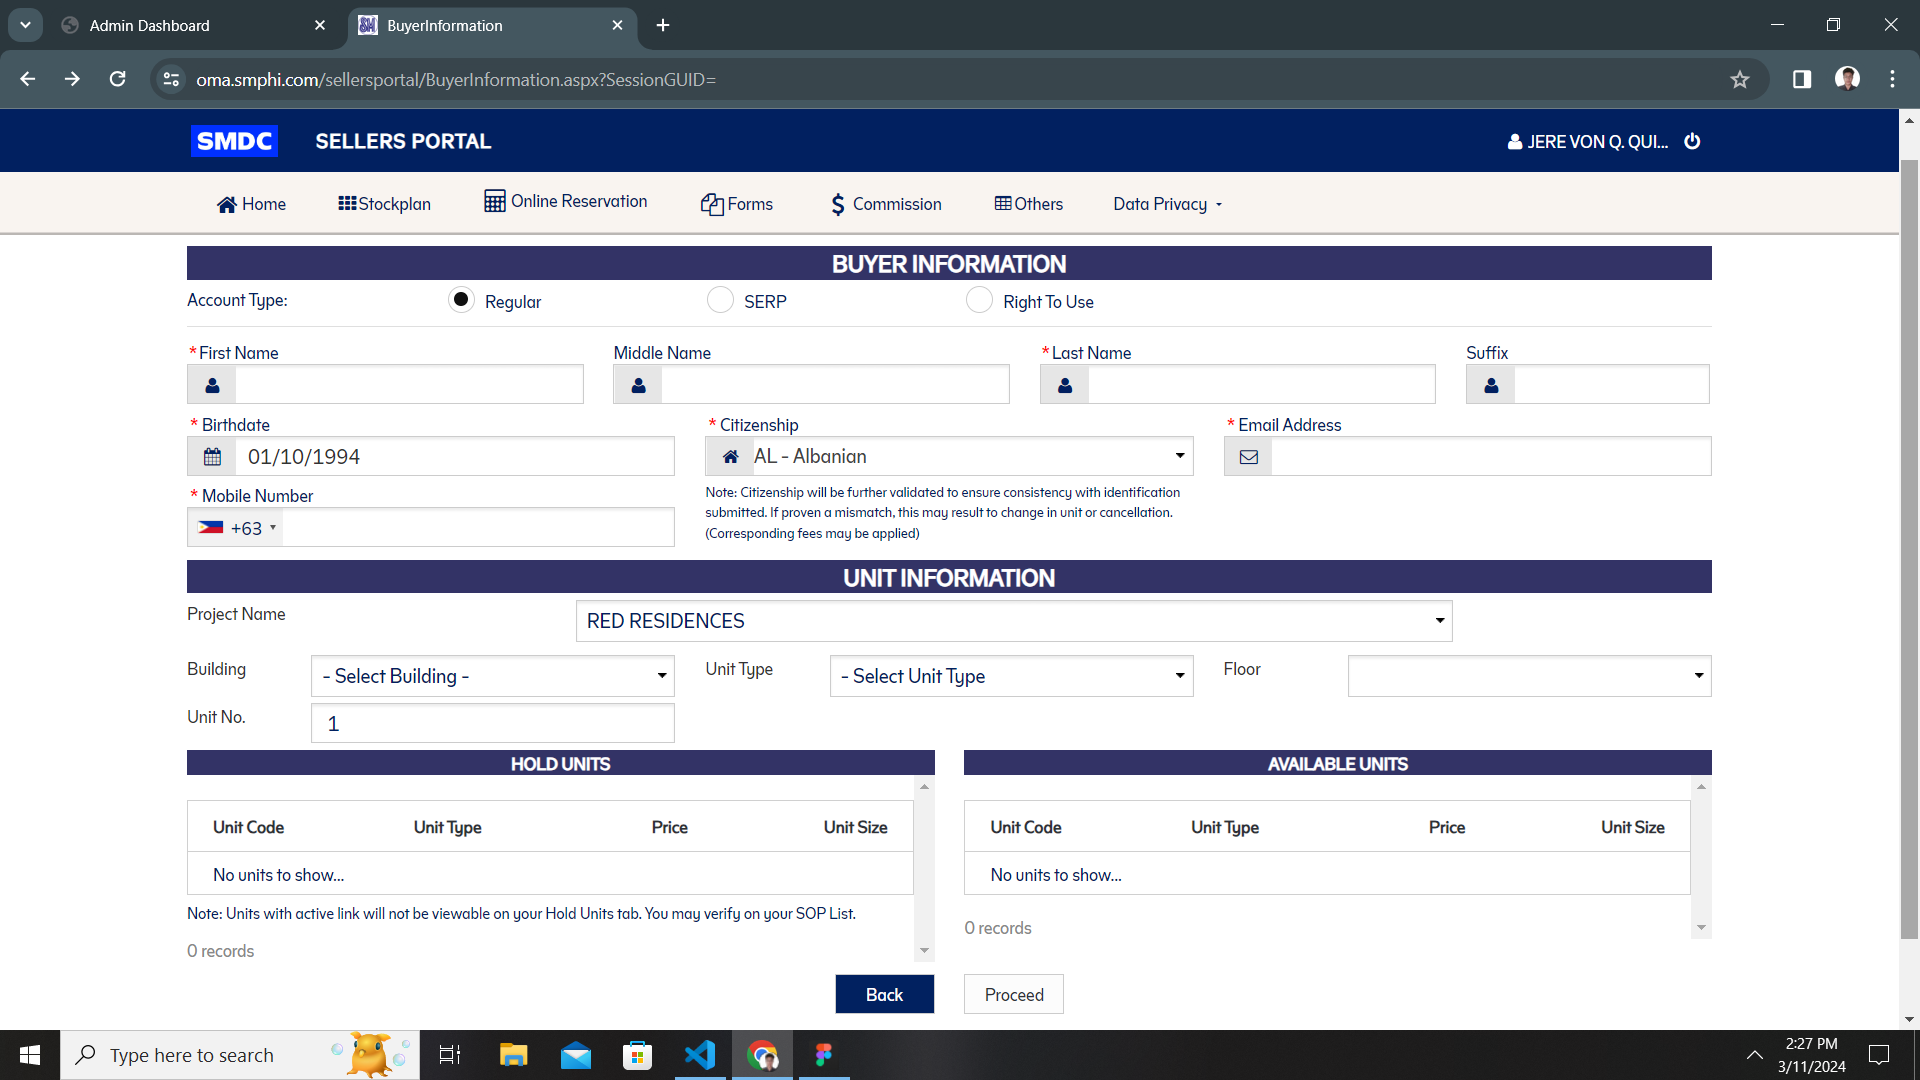 Admin Dashboard
BuyerInformation
oma.smphi.com/sellersportal/BuyerInformation.aspx?SessionGUID=
SMDC
SELLERS PORTAL
JERE VON Q. QUI...
Home
Stockplan
Online Reservation
Forms
Commission
Others
Data Privacy
BUYER INFORMATION
Account Type:
Regular
SERP
Right To Use
*First Name
Middle Name
*Last Name
Suffix
* Birthdate
* Citizenship
* Email Address
01/10/1994
AL - Albanian
* Mobile Number
+63
Note: Citizenship will be further validated to ensure consistency with identification
submitted. If proven a mismatch, this may result to change in unit or cancellation.
(Corresponding fees may be applied)
UNIT INFORMATION
Project Name
RED RESIDENCES
Building
- Select Building -
Unit Type
- Select Unit Type
Floor
Unit No.
1
HOLD UNITS
AVAILABLE UNITS
Unit Code
Unit Type
Price
Unit Size
Unit Code
Unit Type
Price
Unit Size
No units to show...
No units to show...
Note: Units with active link will not be viewable on your Hold Units tab. You may verify on your SOP List.
0 records
0 records
Back
Proceed
Type here to search
2:27 PM
3/11/2024